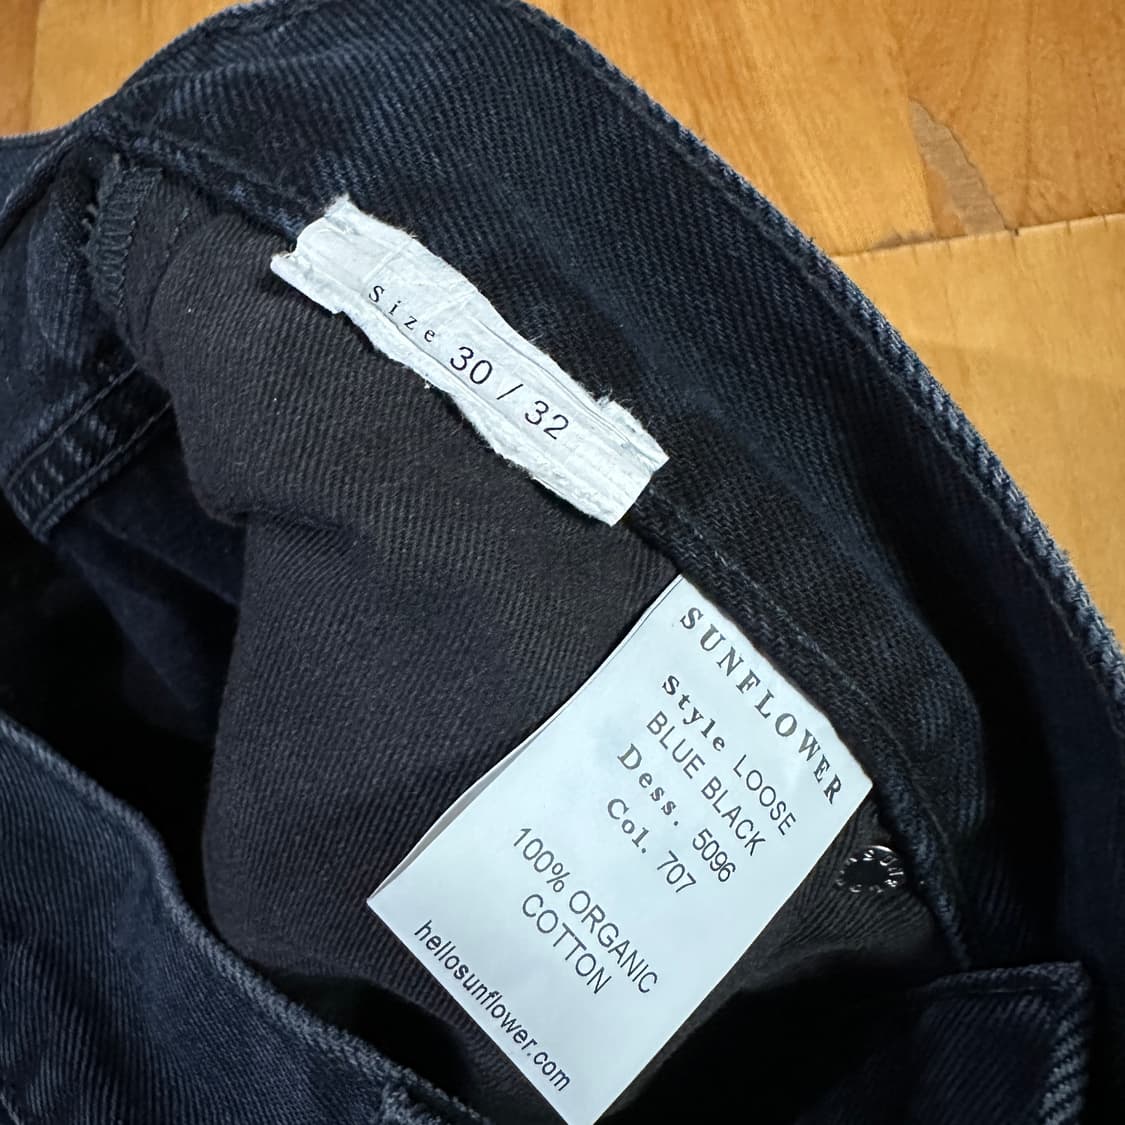 Size 30 / 32
SUNFLOWER
Style LOOSE
BLUE BLACK
Dess. 5096
Col. 707
100% ORGANIC
COTTON
hellosunflower.com